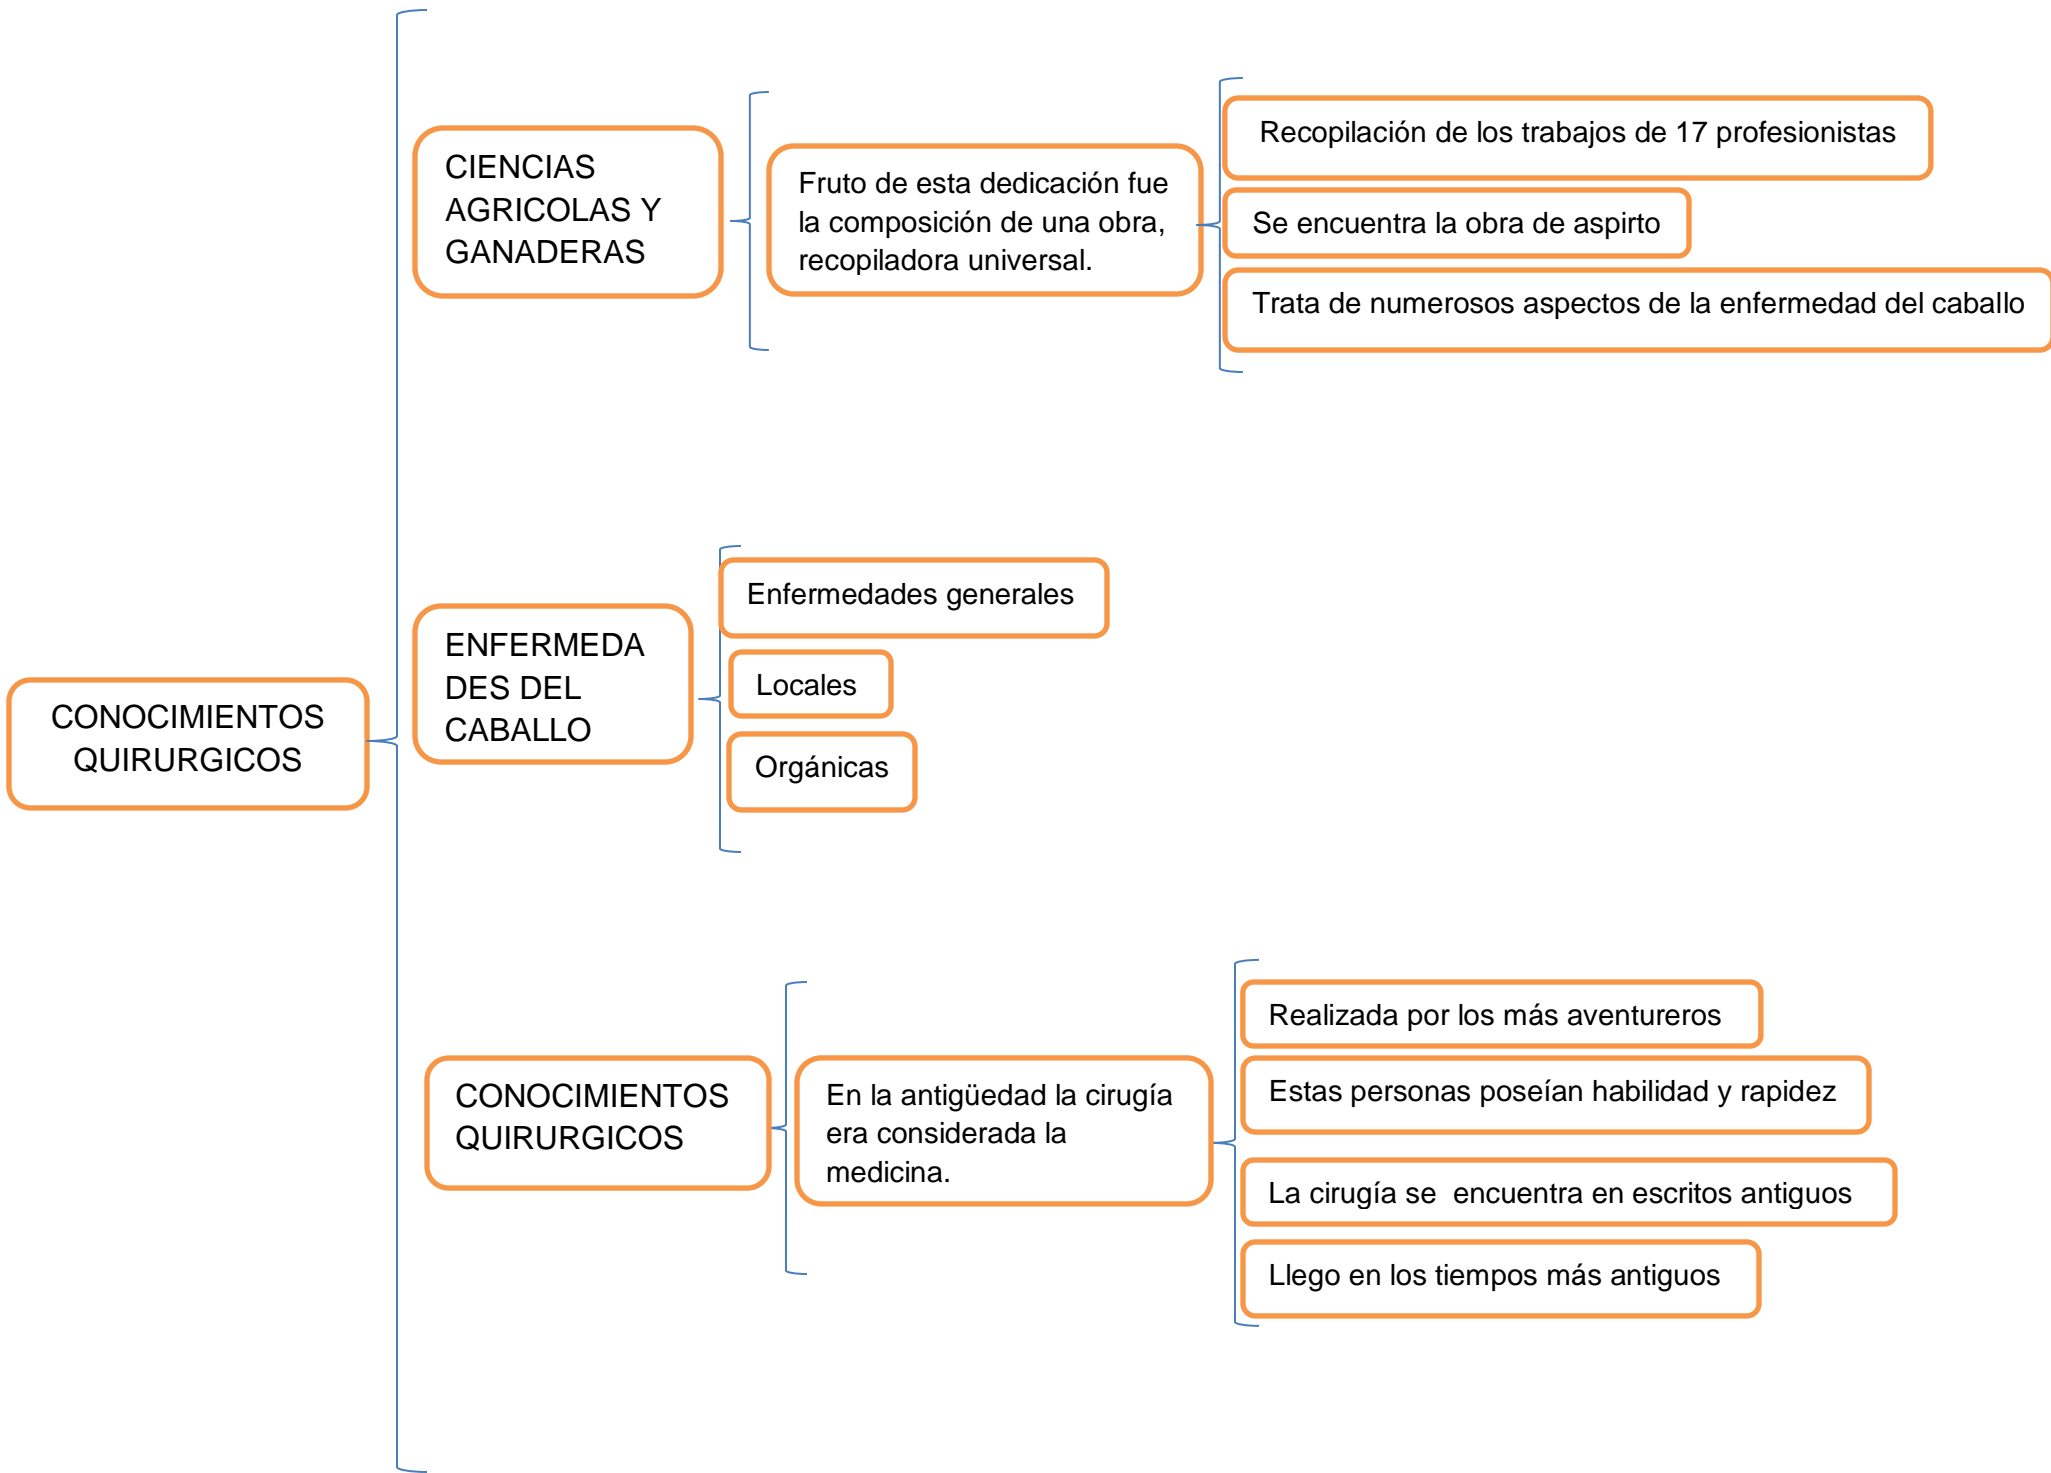 CONOCIMIENTOS
QUIRURGICOS
CIENCIAS
AGRICOLAS Y
GANADERAS
Fruto de esta dedicación fue
la composición de una obra,
recopiladora universal.
Recopilación de los trabajos de 17 profesionistas
Se encuentra la obra de aspirto
Trata de numerosos aspectos de la enfermedad del caballo
ENFERMEDA
DES DEL
CABALLO
Enfermedades generales
Locales
Orgánicas
CONOCIMIENTOS
QUIRURGICOS
En la antigüedad la cirugía
era considerada la
medicina.
Realizada por los más aventureros
Estas personas poseían habilidad y rapidez
La cirugía se  encuentra en escritos antiguos
Llego en los tiempos más antiguos